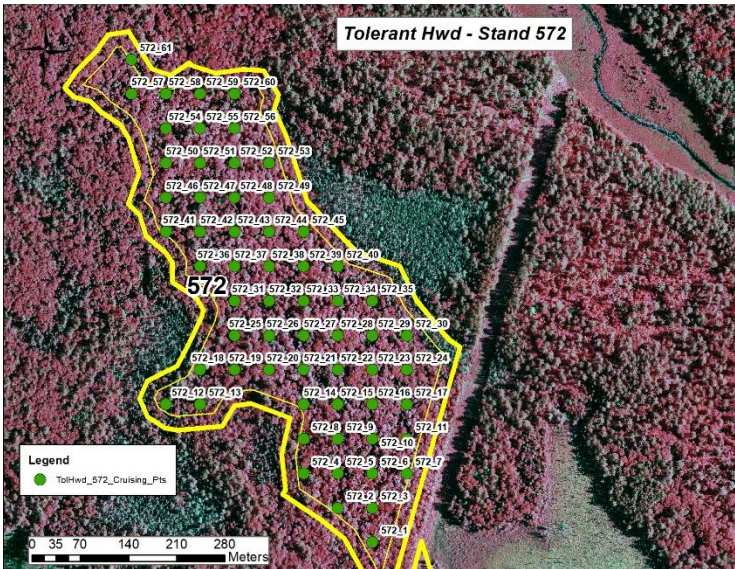 Tolerant Hwd - Stand 572
572_61
572_57 572_58 572_59 572_60
572_54 572_55 572_56
572_50 572_51 572_52 572_53
572_46 572_47 572_48 572_49
572_41 572_42 572_43 572_44 572_45
572_36 572_37 572_38 572_39 572_40
572
572_31 572_32 572_33 572_34 572_35
572_25 572_26 572_27 572_28 572_29 572_30
572_18 572_19 572_20 572_21 572_22 572_23 572_24
572_12 572_13 572_14 572_15 572_16 572_17
572_8 572_9 572_10 572_11
572_4 572_5 572_6 572_7
572_2 572_3
572_1
Legend
TolHwd_572_Cruising_Pts
0 35 70 140 210 280
Meters